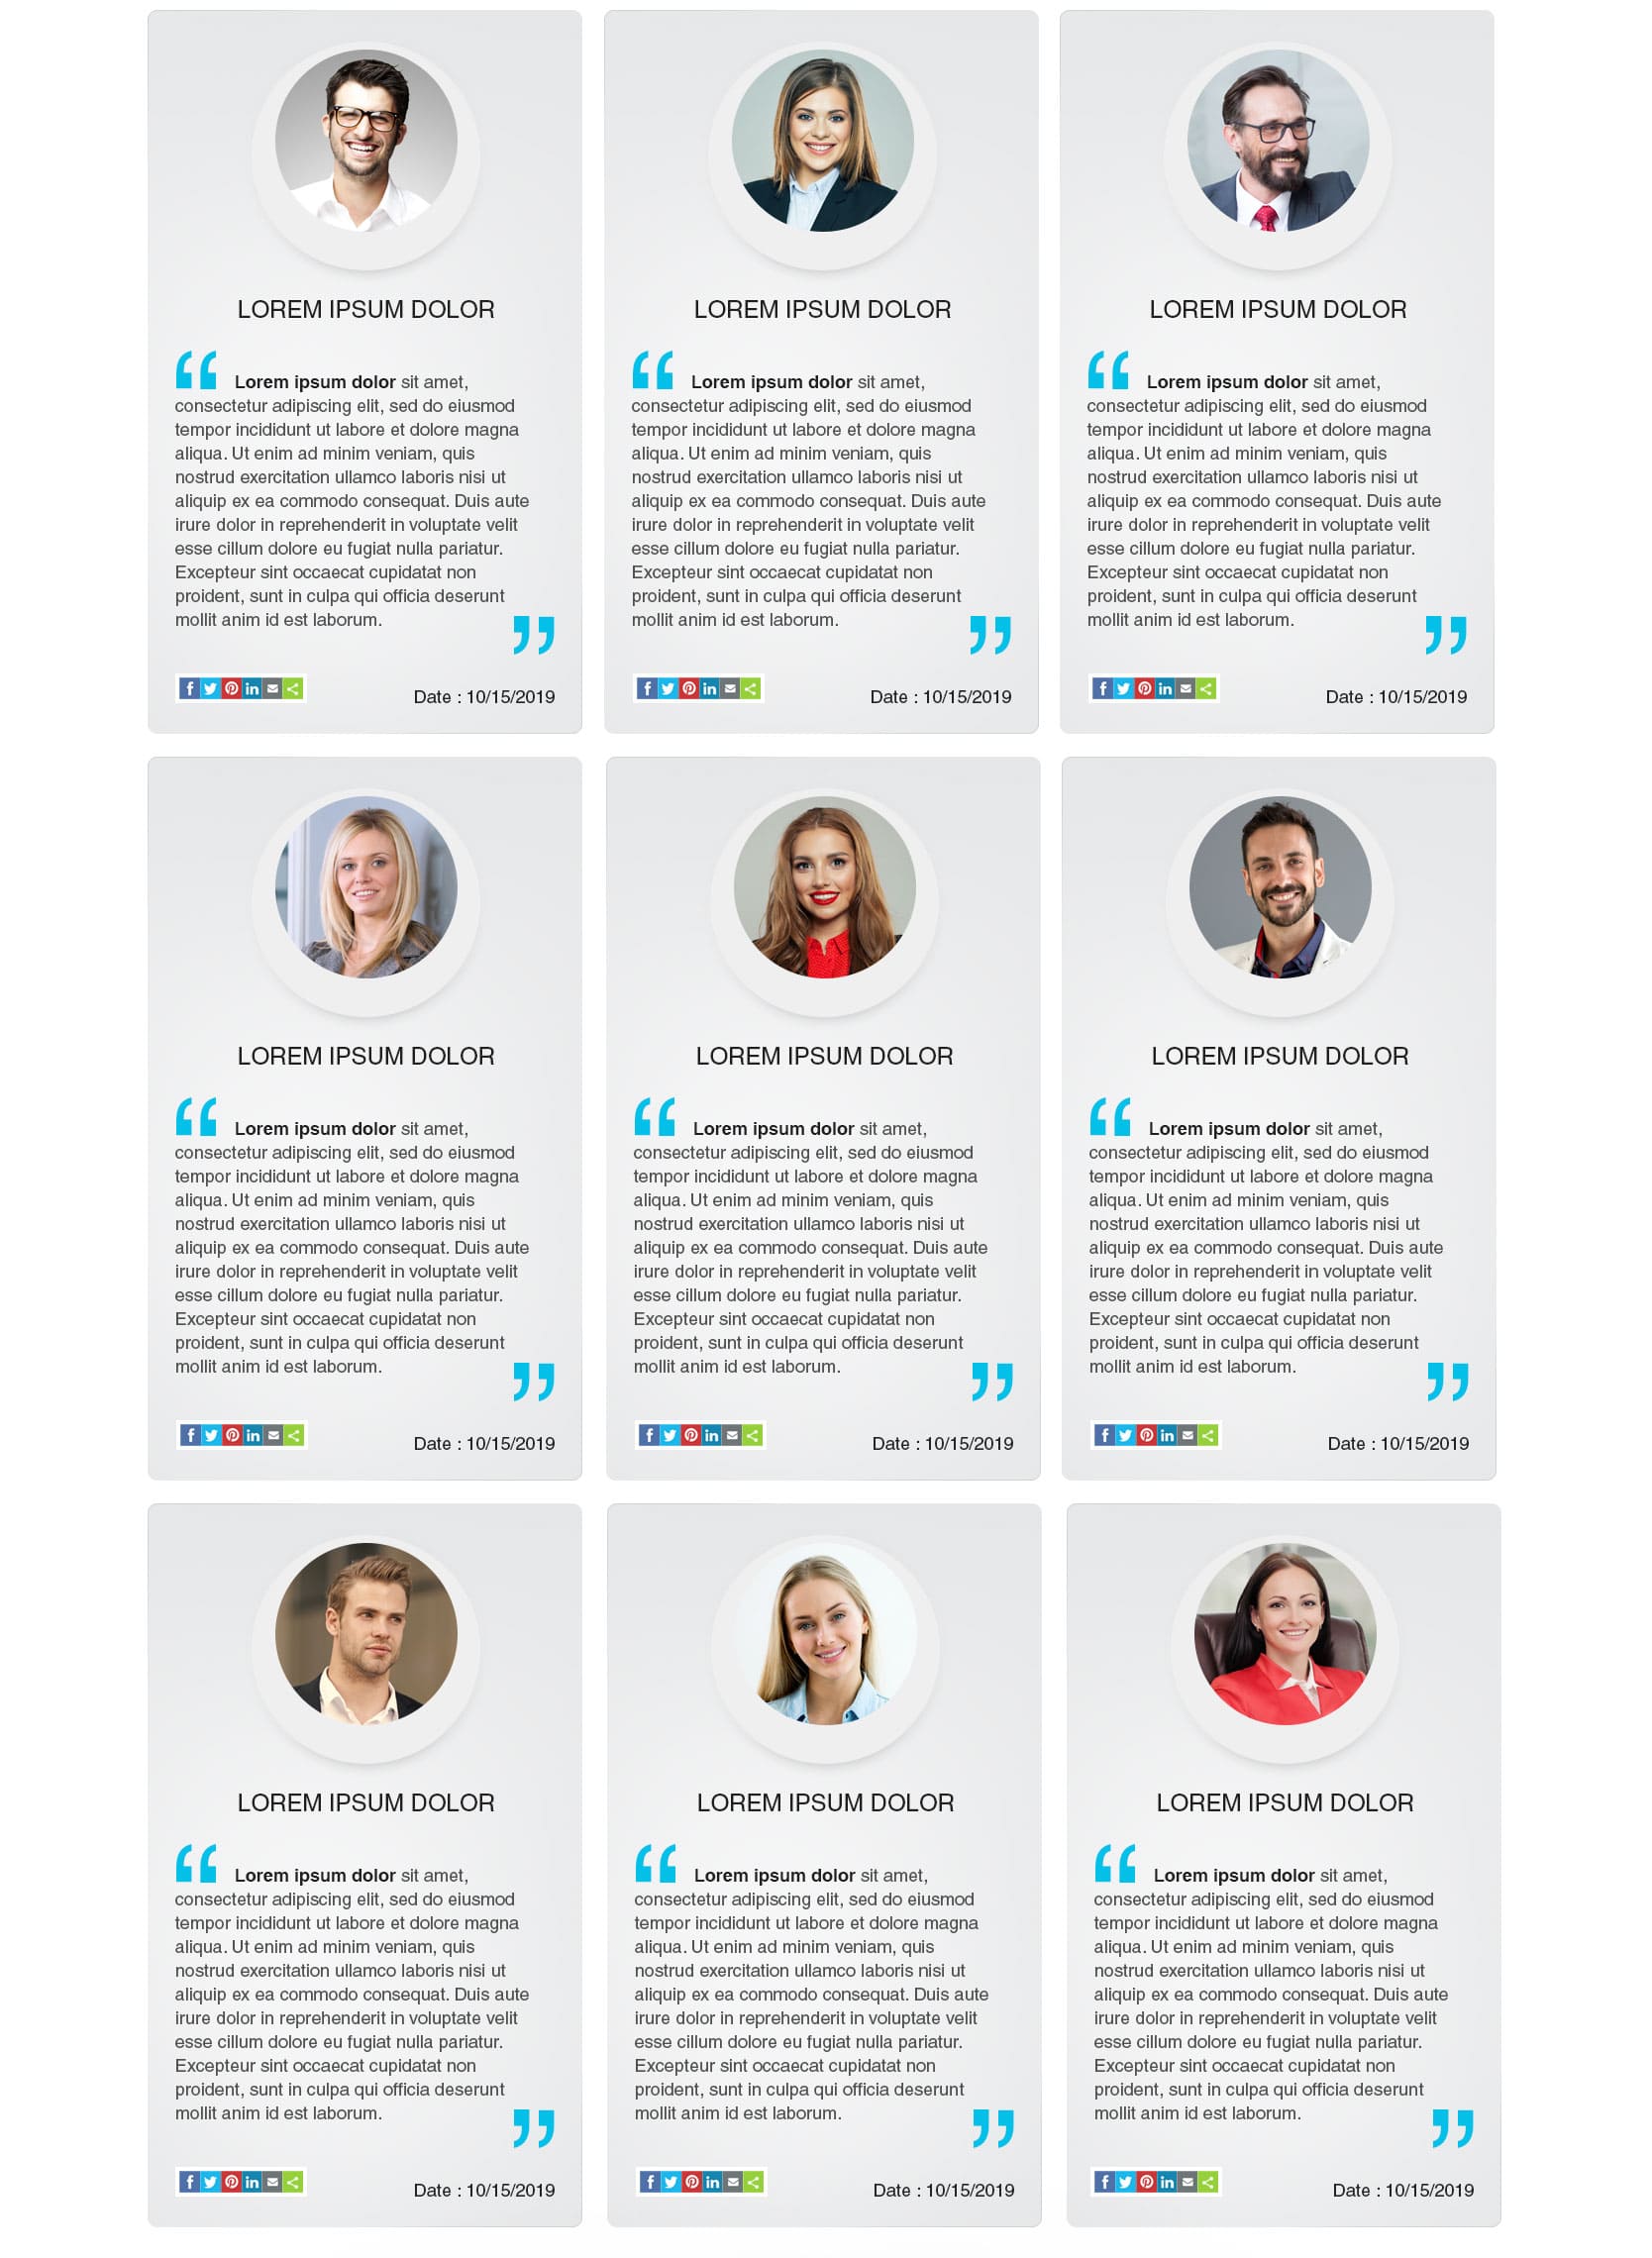 LOREM IPSUM DOLOR
Lorem ipsum dolor sit amet,
consectetur adipiscing elit, sed do eiusmod
tempor incididunt ut labore et dolore magna
aliqua. Ut enim ad minim veniam, quis
nostrud exercitation ullamco laboris nisi ut
aliquip ex ea commodo consequat. Duis aute
irure dolor in reprehenderit in voluptate velit
esse cillum dolore eu fugiat nulla pariatur.
Excepteur sint occaecat cupidatat non
proident, sunt in culpa qui officia deserunt
mollit anim id est laborum.
Date : 10/15/2019
LOREM IPSUM DOLOR
Lorem ipsum dolor sit amet,
consectetur adipiscing elit, sed do eiusmod
tempor incididunt ut labore et dolore magna
aliqua. Ut enim ad minim veniam, quis
nostrud exercitation ullamco laboris nisi ut
aliquip ex ea commodo consequat. Duis aute
irure dolor in reprehenderit in voluptate velit
esse cillum dolore eu fugiat nulla pariatur.
Excepteur sint occaecat cupidatat non
proident, sunt in culpa qui officia deserunt
mollit anim id est laborum.
Date : 10/15/2019
LOREM IPSUM DOLOR
Lorem ipsum dolor sit amet,
consectetur adipiscing elit, sed do eiusmod
tempor incididunt ut labore et dolore magna
aliqua. Ut enim ad minim veniam, quis
nostrud exercitation ullamco laboris nisi ut
aliquip ex ea commodo consequat. Duis aute
irure dolor in reprehenderit in voluptate velit
esse cillum dolore eu fugiat nulla pariatur.
Excepteur sint occaecat cupidatat non
proident, sunt in culpa qui officia deserunt
mollit anim id est laborum.
Date : 10/15/2019
LOREM IPSUM DOLOR
Lorem ipsum dolor sit amet,
consectetur adipiscing elit, sed do eiusmod
tempor incididunt ut labore et dolore magna
aliqua. Ut enim ad minim veniam, quis
nostrud exercitation ullamco laboris nisi ut
aliquip ex ea commodo consequat. Duis aute
irure dolor in reprehenderit in voluptate velit
esse cillum dolore eu fugiat nulla pariatur.
Excepteur sint occaecat cupidatat non
proident, sunt in culpa qui officia deserunt
mollit anim id est laborum.
Date : 10/15/2019
LOREM IPSUM DOLOR
Lorem ipsum dolor sit amet,
consectetur adipiscing elit, sed do eiusmod
tempor incididunt ut labore et dolore magna
aliqua. Ut enim ad minim veniam, quis
nostrud exercitation ullamco laboris nisi ut
aliquip ex ea commodo consequat. Duis aute
irure dolor in reprehenderit in voluptate velit
esse cillum dolore eu fugiat nulla pariatur.
Excepteur sint occaecat cupidatat non
proident, sunt in culpa qui officia deserunt
mollit anim id est laborum.
Date : 10/15/2019
LOREM IPSUM DOLOR
Lorem ipsum dolor sit amet,
consectetur adipiscing elit, sed do eiusmod
tempor incididunt ut labore et dolore magna
aliqua. Ut enim ad minim veniam, quis
nostrud exercitation ullamco laboris nisi ut
aliquip ex ea commodo consequat. Duis aute
irure dolor in reprehenderit in voluptate velit
esse cillum dolore eu fugiat nulla pariatur.
Excepteur sint occaecat cupidatat non
proident, sunt in culpa qui officia deserunt
mollit anim id est laborum.
Date : 10/15/2019
LOREM IPSUM DOLOR
Lorem ipsum dolor sit amet,
consectetur adipiscing elit, sed do eiusmod
tempor incididunt ut labore et dolore magna
aliqua. Ut enim ad minim veniam, quis
nostrud exercitation ullamco laboris nisi ut
aliquip ex ea commodo consequat. Duis aute
irure dolor in reprehenderit in voluptate velit
esse cillum dolore eu fugiat nulla pariatur.
Excepteur sint occaecat cupidatat non
proident, sunt in culpa qui officia deserunt
mollit anim id est laborum.
Date : 10/15/2019
LOREM IPSUM DOLOR
Lorem ipsum dolor sit amet,
consectetur adipiscing elit, sed do eiusmod
tempor incididunt ut labore et dolore magna
aliqua. Ut enim ad minim veniam, quis
nostrud exercitation ullamco laboris nisi ut
aliquip ex ea commodo consequat. Duis aute
irure dolor in reprehenderit in voluptate velit
esse cillum dolore eu fugiat nulla pariatur.
Excepteur sint occaecat cupidatat non
proident, sunt in culpa qui officia deserunt
mollit anim id est laborum.
Date : 10/15/2019
LOREM IPSUM DOLOR
Lorem ipsum dolor sit amet,
consectetur adipiscing elit, sed do eiusmod
tempor incididunt ut labore et dolore magna
aliqua. Ut enim ad minim veniam, quis
nostrud exercitation ullamco laboris nisi ut
aliquip ex ea commodo consequat. Duis aute
irure dolor in reprehenderit in voluptate velit
esse cillum dolore eu fugiat nulla pariatur.
Excepteur sint occaecat cupidatat non
proident, sunt in culpa qui officia deserunt
mollit anim id est laborum.
Date : 10/15/2019